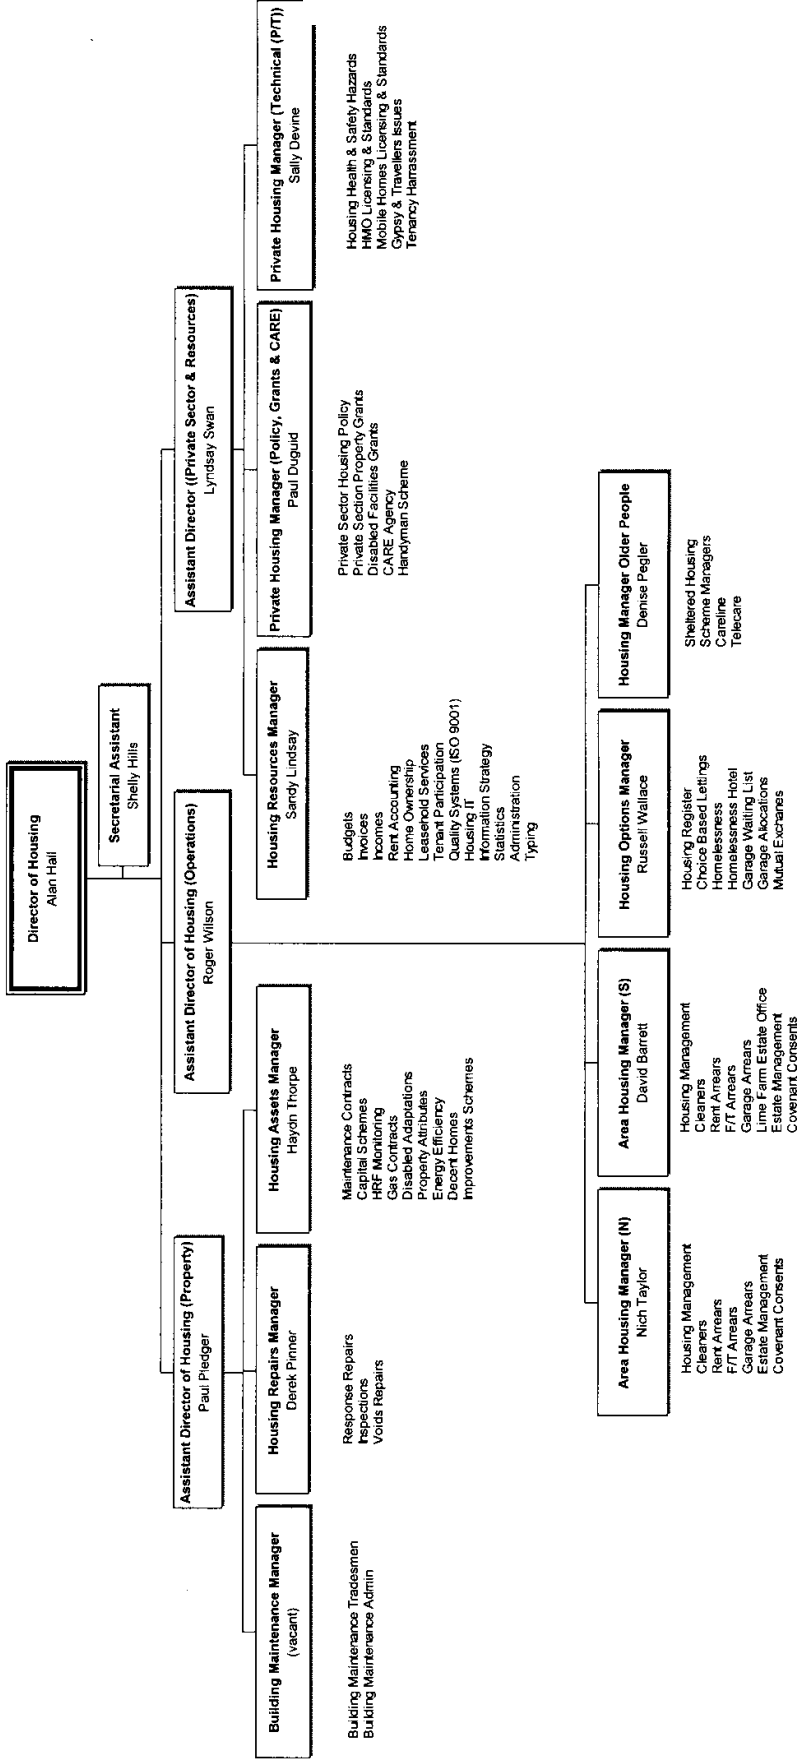 Director of Housing
Alan Hall
Secretarial Assistant
Shelly Hills
Assistant Director of Housing (Property)
Paul Pledger
Assistant Director of Housing (Operations)
Roger Wilson
Assistant Director ((Private Sector & Resources)
Lyndsay Swan
Building Maintenance Manager
(vacant)
Building Maintenance Tradesmen
Building Maintenance Admin
Housing Repairs Manager
Derek Pinner
Response Repairs
Inspections
Voids Repairs
Housing Assets Manager
Haydn Thorpe
Maintenance Contracts
Capital Schemes
HRF Monitoring
Gas Contracts
Disabled Adaptations
Property Attributes
Energy Efficiency
Decent Homes
Improvements Schemes
Housing Resources Manager
Sandy Lindsay
Budgets
Invoices
Incomes
Rent Accounting
Home Ownership
Leasehold Services
Tenant Participation
Quality Systems (ISO 9001)
Housing IT
Information Strategy
Statistics
Administration
Typing
Private Housing Manager (Policy, Grants & CARE)
Paul Duguid
Private Sector Housing Policy
Private Section Property Grants
Disabled Facilities Grants
CARE Agency
Handyman Scheme
Private Housing Manager (Technical (P/T))
Sally Devine
Housing Health & Safety Hazards
HMO Licensing & Standards
Mobile Homes Licensing & Standards
Gypsy & Travellers Issues
Tenancy Harrassment
Area Housing Manager (N)
Nich Taylor
Housing Management
Cleaners
Rent Arrears
F/T Arrears
Garage Arrears
Estate Management
Covenant Consents
Area Housing Manager (S)
David Barrett
Housing Management
Cleaners
Rent Arrears
F/T Arrears
Garage Arrears
Lime Farm Estate Office
Estate Management
Covenant Consents
Housing Options Manager
Russell Wallace
Housing Register
Choice Based Lettings
Homelessness
Homelessness Hotel
Garage Waiting List
Garage Allocations
Mutual Exchanes
Housing Manager Older People
Denise Pegler
Sheltered Housing
Scheme Managers
Careline
Telecare